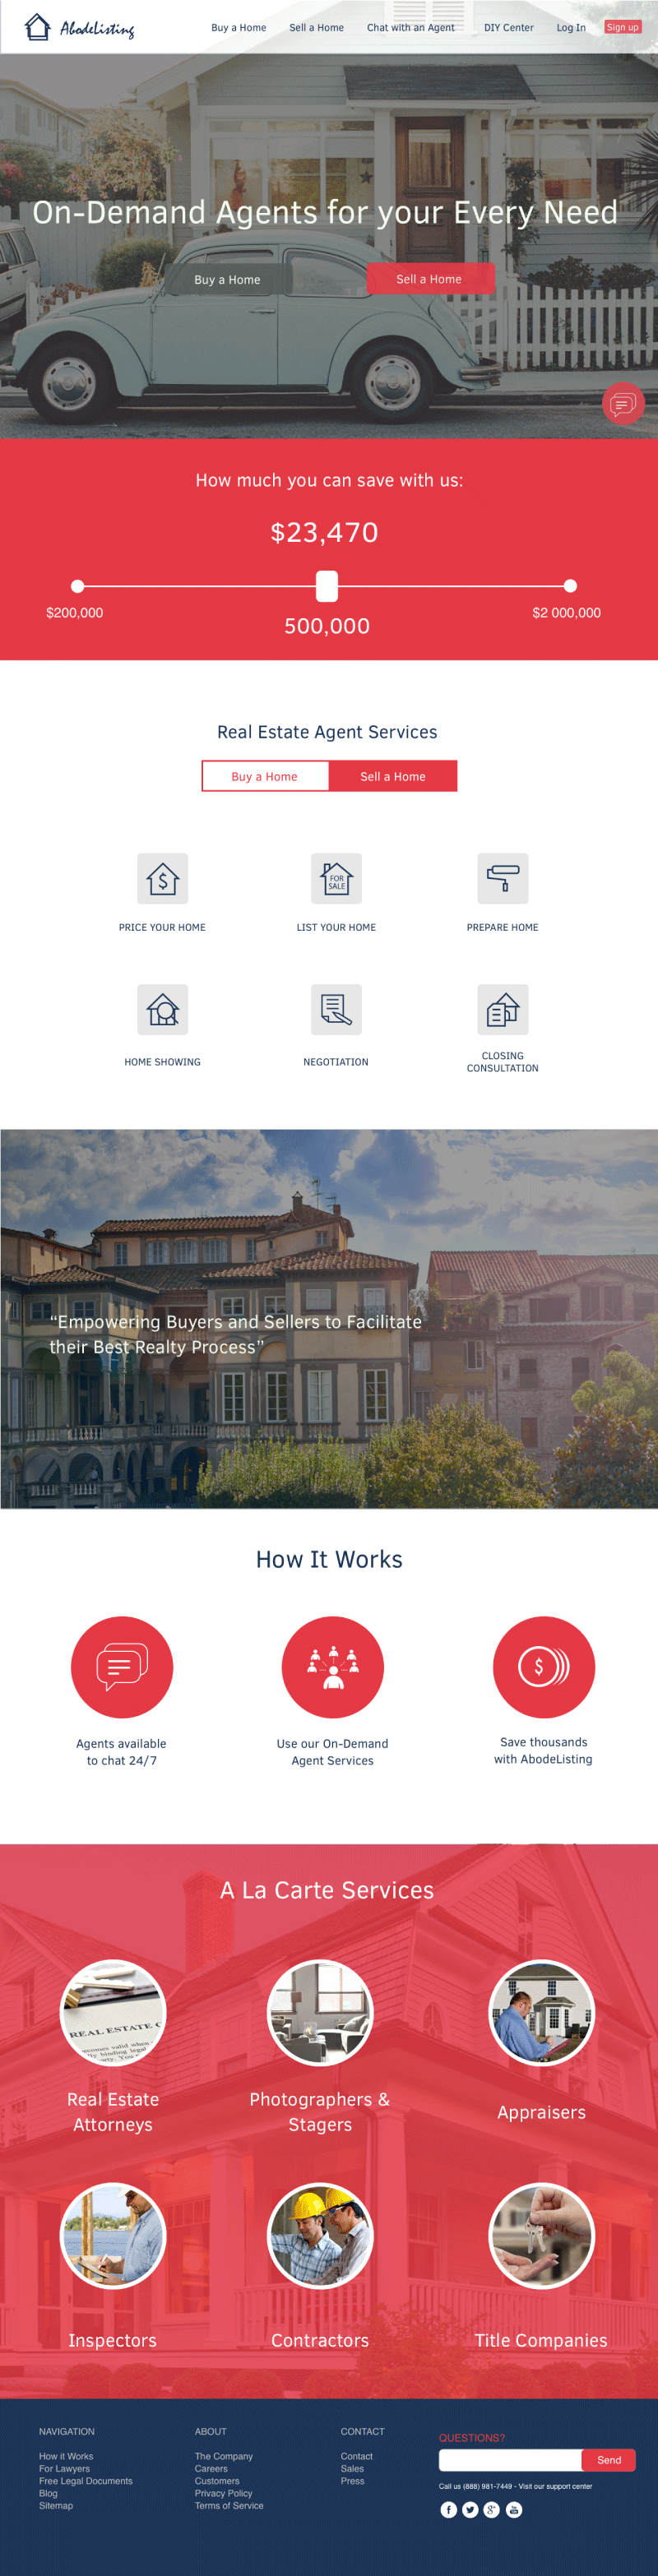 AbodeListing
Buy a Home Sell a Home Chat with an Agent DIY Center Log In Sign up
On-Demand Agents for your Every Need
Buy a Home Sell a Home
How much you can save with us:
$23,470
$200,000 $2 000,000
500,000
Real Estate Agent Services
Buy a Home Sell a Home
$ FOR
SALE
PRICE YOUR HOME LIST YOUR HOME PREPARE HOME
HOME SHOWING NEGOTIATION CLOSING
CONSULTATION
“Empowering Buyers and Sellers to Facilitate
their Best Realty Process”
How It Works
$
Agents available
to chat 24/7
Use our On-Demand
Agent Services
Save thousands
with AbodeListing
A La Carte Services
REAL ESTATE C
Real Estate
Attorneys
Photographers &
Stagers
Appraisers
Inspectors Contractors Title Companies
NAVIGATION
How it Works
For Lawyers
Free Legal Documents
Blog
Sitemap
ABOUT
The Company
Careers
Customers
Privacy Policy
Terms of Service
CONTACT
Contact
Sales
Press
QUESTIONS?
Send
Call us (888) 981-7449 - Visit our support center